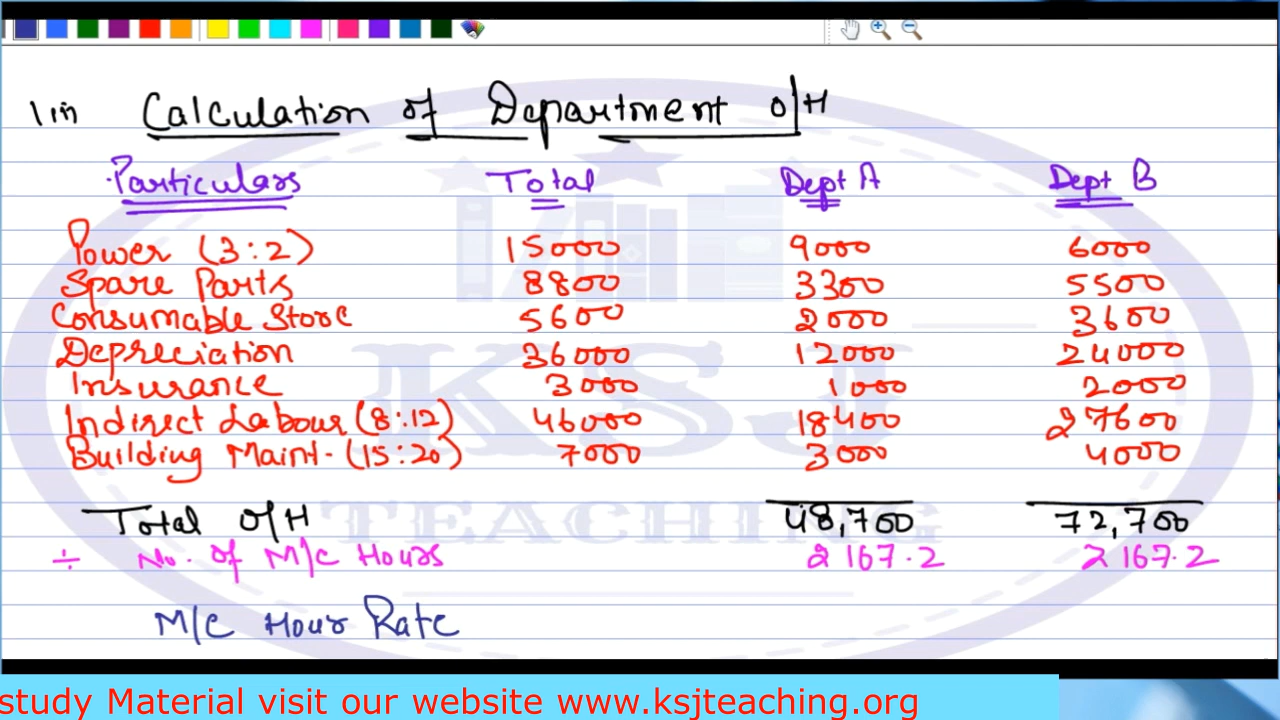 1 iii Calculation of Department O/H
Particulars Total Dept A Dept B
Power (3:2) 15000 9000 6000
Spare Parts 8800 3300 5500
Consumable Store 5600 2000 3600
Depreciation 36000 12000 24000
Insurance 3000 1000 2000
Indirect Labour (8:12) 46000 18400 27600
Building Maint. (15:20) 7000 3000 4000
Total O/H 48,700 72,700
÷ No. of M/C Hours 2167.2 2167.2
M/C Hour Rate
KSJ
TEACHING
study Material visit our website www.ksjteaching.org